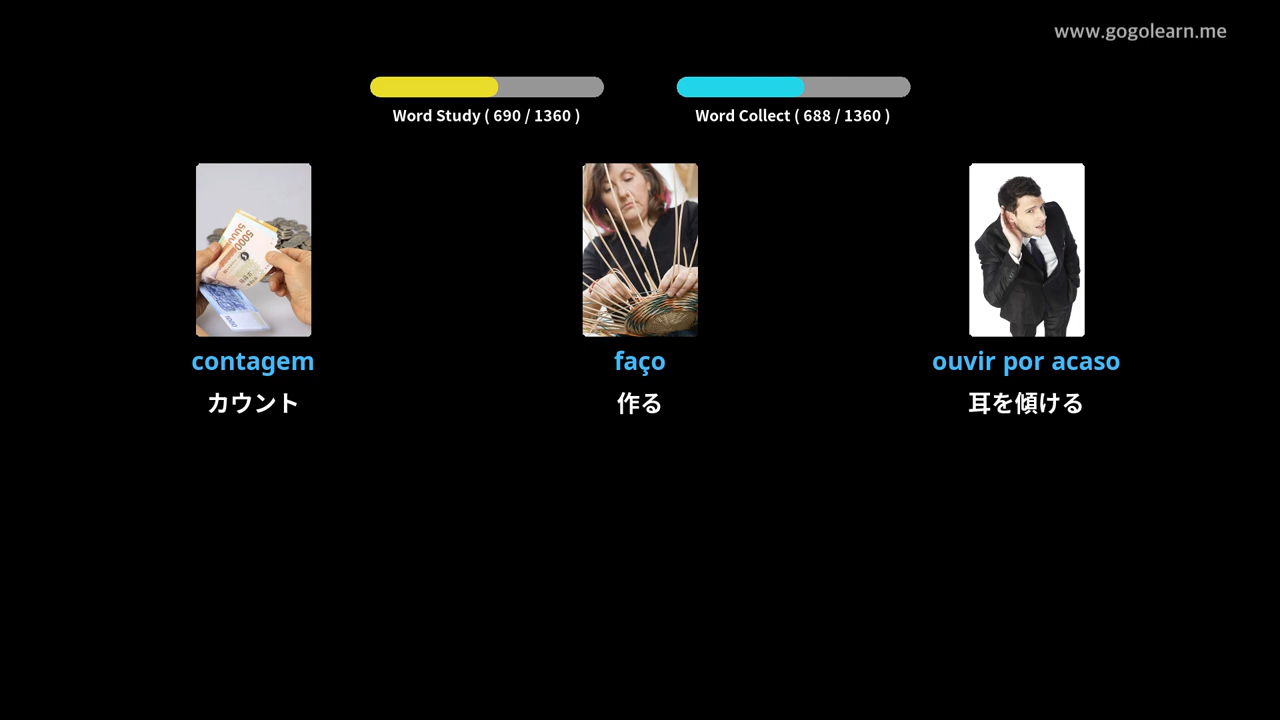 www.gogolearn.me
Word Study ( 690 / 1360 )
Word Collect ( 688 / 1360 )
contagem
faço
ouvir por acaso
カウント
作る
耳を傾ける